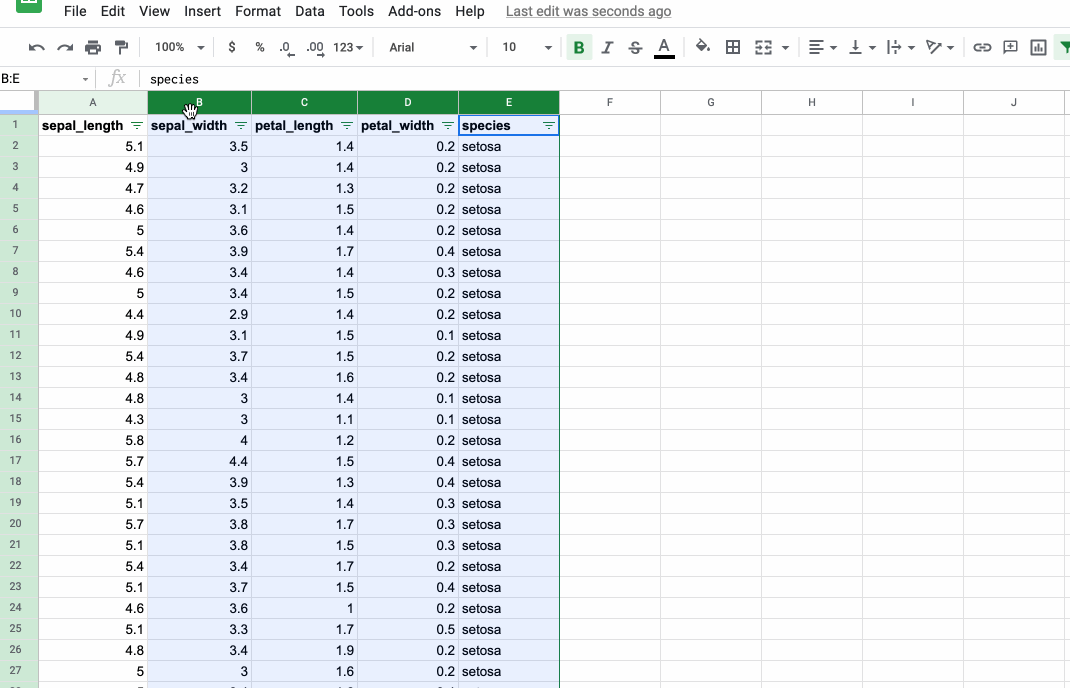 File Edit View Insert Format Data Tools Add-ons Help Last edit was seconds ago
100% $ % .0 .00 123 Arial 10 B I S A
B:E fx species
A B C D E F G H I J
1 sepal_length sepal_width petal_length petal_width species
2 5.1 3.5 1.4 0.2 setosa
3 4.9 3 1.4 0.2 setosa
4 4.7 3.2 1.3 0.2 setosa
5 4.6 3.1 1.5 0.2 setosa
6 5 3.6 1.4 0.2 setosa
7 5.4 3.9 1.7 0.4 setosa
8 4.6 3.4 1.4 0.3 setosa
9 5 3.4 1.5 0.2 setosa
10 4.4 2.9 1.4 0.2 setosa
11 4.9 3.1 1.5 0.1 setosa
12 5.4 3.7 1.5 0.2 setosa
13 4.8 3.4 1.6 0.2 setosa
14 4.8 3 1.4 0.1 setosa
15 4.3 3 1.1 0.1 setosa
16 5.8 4 1.2 0.2 setosa
17 5.7 4.4 1.5 0.4 setosa
18 5.4 3.9 1.3 0.4 setosa
19 5.1 3.5 1.4 0.3 setosa
20 5.7 3.8 1.7 0.3 setosa
21 5.1 3.8 1.5 0.3 setosa
22 5.4 3.4 1.7 0.2 setosa
23 5.1 3.7 1.5 0.4 setosa
24 4.6 3.6 1 0.2 setosa
25 5.1 3.3 1.7 0.5 setosa
26 4.8 3.4 1.9 0.2 setosa
27 5 3 1.6 0.2 setosa